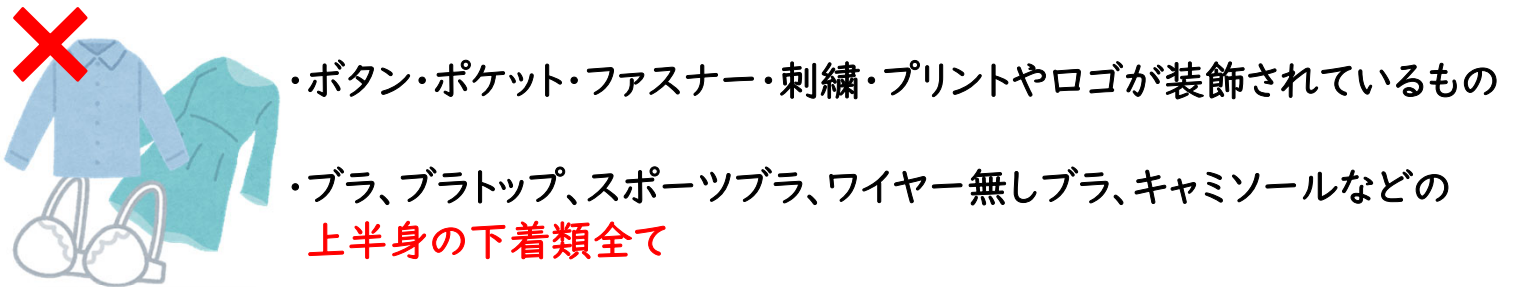 ・ボタン・ポケット・ファスナー・刺繍・プリントやロゴが装飾されているもの
・ブラ、ブラトップ、スポーツブラ、ワイヤー無しブラ、キャミソールなどの
上半身の下着類全て